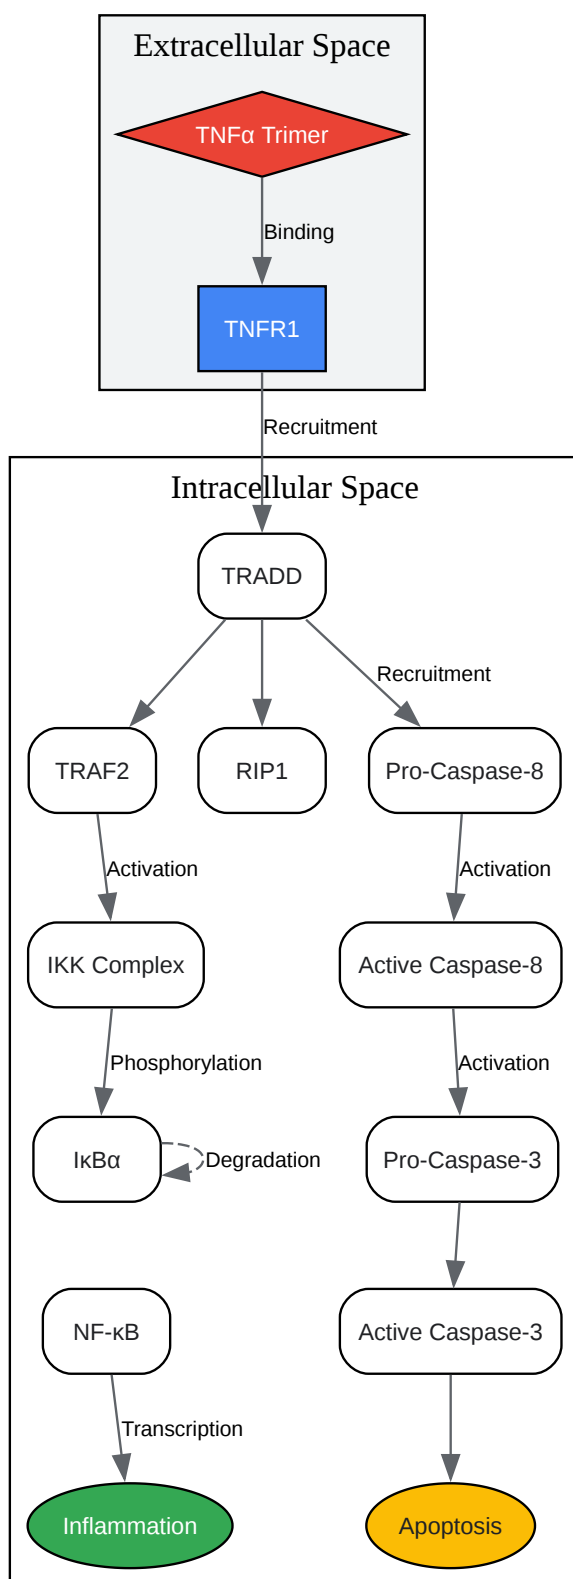 Extracellular Space
TNFα Trimer
Binding
TNFR1
Recruitment
Intracellular Space
TRADD
Recruitment
TRAF2
RIP1
Pro-Caspase-8
Activation
Activation
IKK Complex
Active Caspase-8
Phosphorylation
Activation
IκBα
Degradation
Pro-Caspase-3
NF-κB
Active Caspase-3
Transcription
Inflammation
Apoptosis